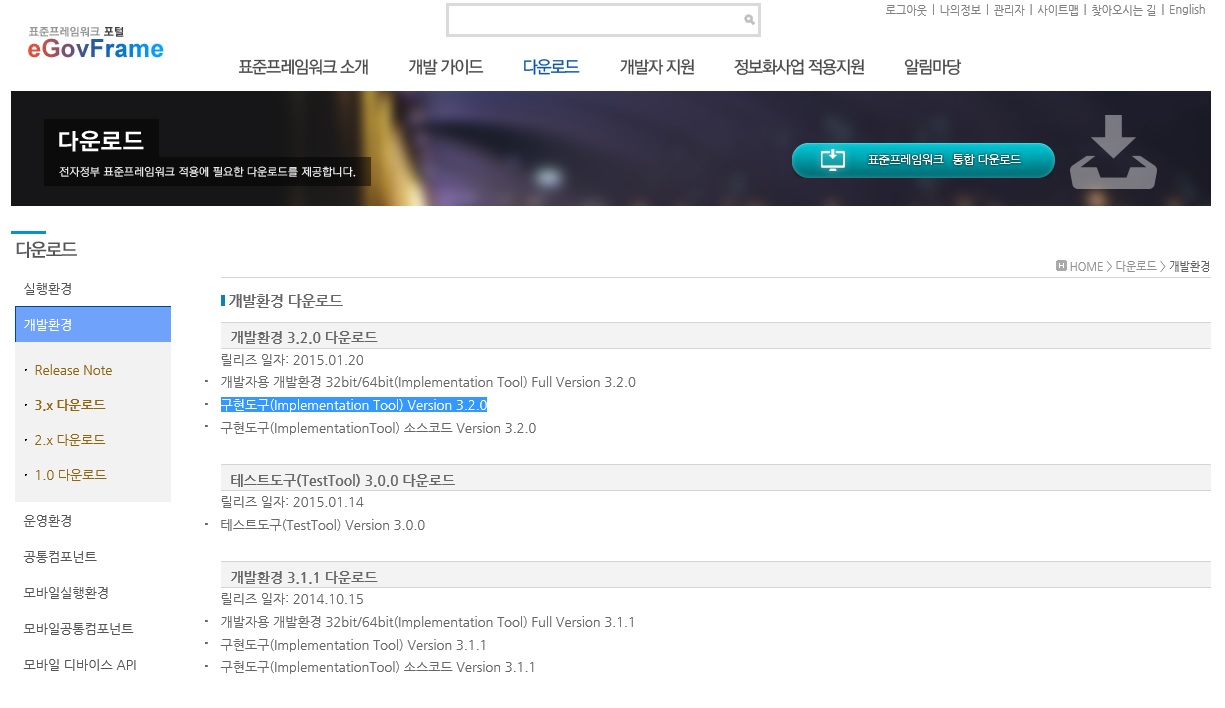 로그아웃 | 나의정보 | 관리자 | 사이트맵 | 찾아오시는 길 | English
표준프레임워크 포털
eGovFrame
표준프레임워크 소개 개발 가이드 다운로드 개발자 지원 정보화사업 적용지원 알림마당
다운로드
전자정부 표준프레임워크 적용에 필요한 다운로드를 제공합니다.
표준프레임워크 통합 다운로드
다운로드
실행환경
개발환경
· Release Note
· 3.x 다운로드
· 2.x 다운로드
· 1.0 다운로드
운영환경
공통컴포넌트
모바일실행환경
모바일공통컴포넌트
모바일 디바이스 API
H HOME > 다운로드 > 개발환경
개발환경 다운로드
개발환경 3.2.0 다운로드
릴리즈 일자: 2015.01.20
- 개발자용 개발환경 32bit/64bit(Implementation Tool) Full Version 3.2.0
- 구현도구(Implementation Tool) Version 3.2.0
- 구현도구(ImplementationTool) 소스코드 Version 3.2.0
테스트도구(TestTool) 3.0.0 다운로드
릴리즈 일자: 2015.01.14
- 테스트도구(TestTool) Version 3.0.0
개발환경 3.1.1 다운로드
릴리즈 일자: 2014.10.15
- 개발자용 개발환경 32bit/64bit(Implementation Tool) Full Version 3.1.1
- 구현도구(Implementation Tool) Version 3.1.1
- 구현도구(ImplementationTool) 소스코드 Version 3.1.1